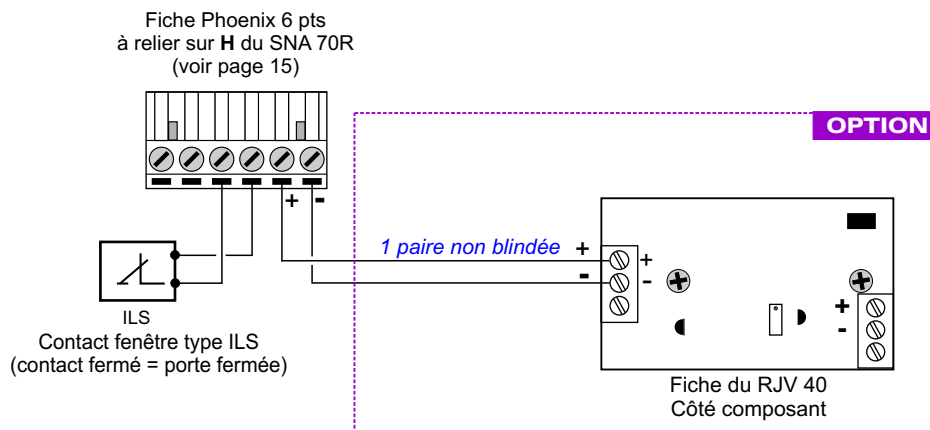 Fiche Phoenix 6 pts
à relier sur H du SNA 70R
(voir page 15)
OPTION
+ -
1 paire non blindée
+
-
+
-
+
-
ILS
Contact fenêtre type ILS
(contact fermé = porte fermée)
Fiche du RJV 40
Côté composant